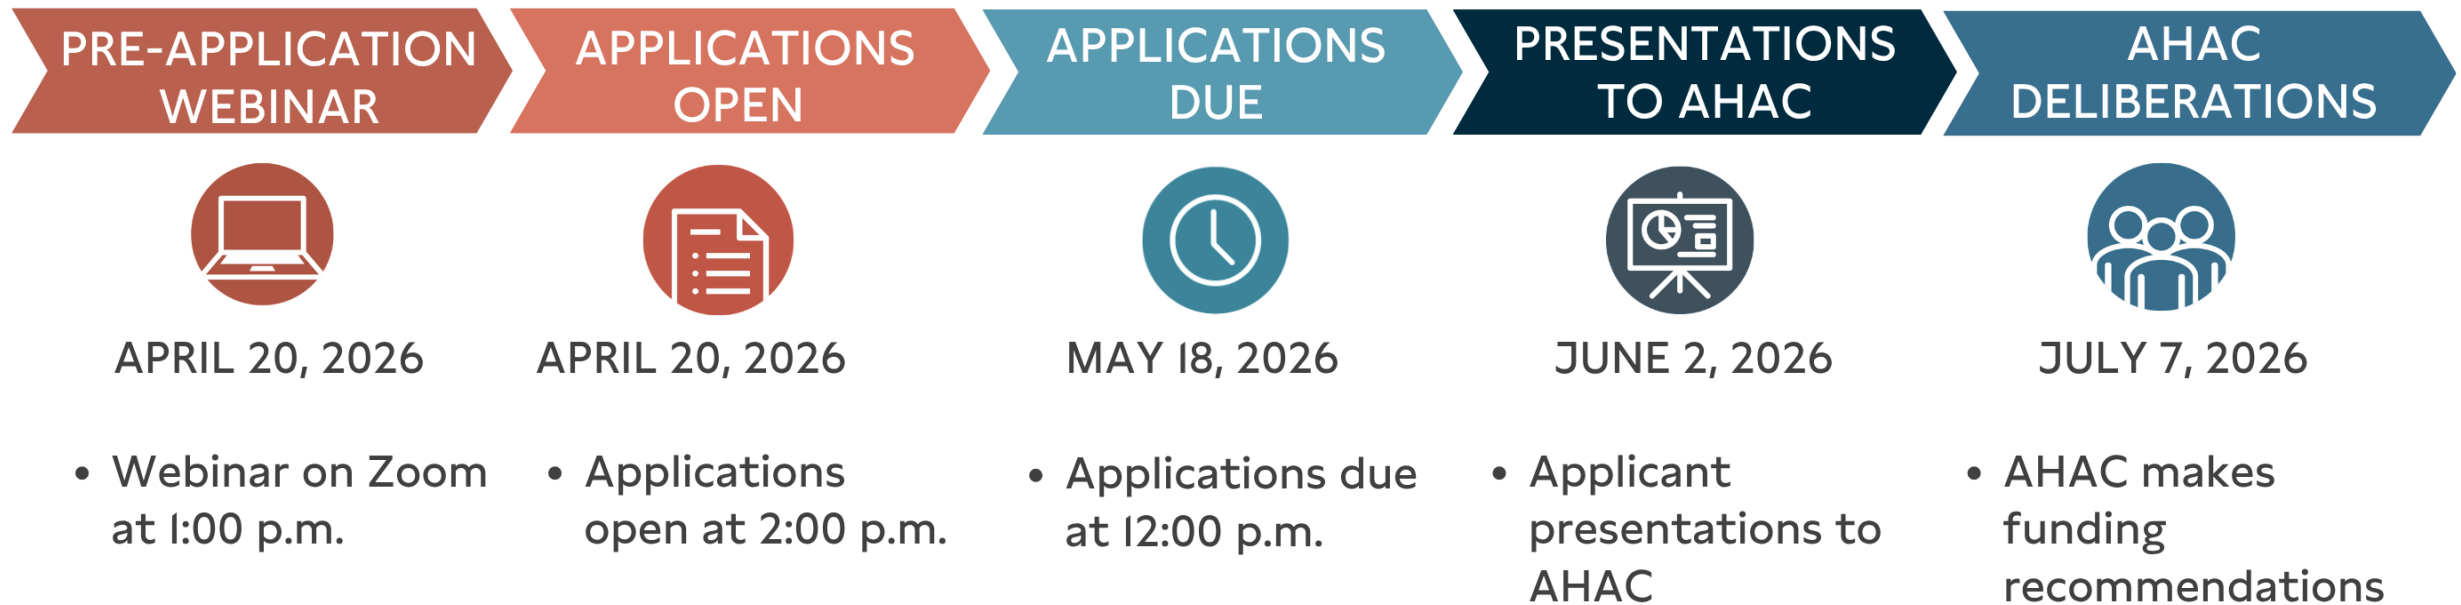 PRE-APPLICATION
WEBINAR
APPLICATIONS
OPEN
APPLICATIONS
DUE
PRESENTATIONS
TO AHAC
AHAC
DELIBERATIONS
APRIL 20, 2026
APRIL 20, 2026
MAY 18, 2026
JUNE 2, 2026
JULY 7, 2026
• Webinar on Zoom
at 1:00 p.m.
• Applications
open at 2:00 p.m.
• Applications due
at 12:00 p.m.
• Applicant
presentations to
AHAC
• AHAC makes
funding
recommendations